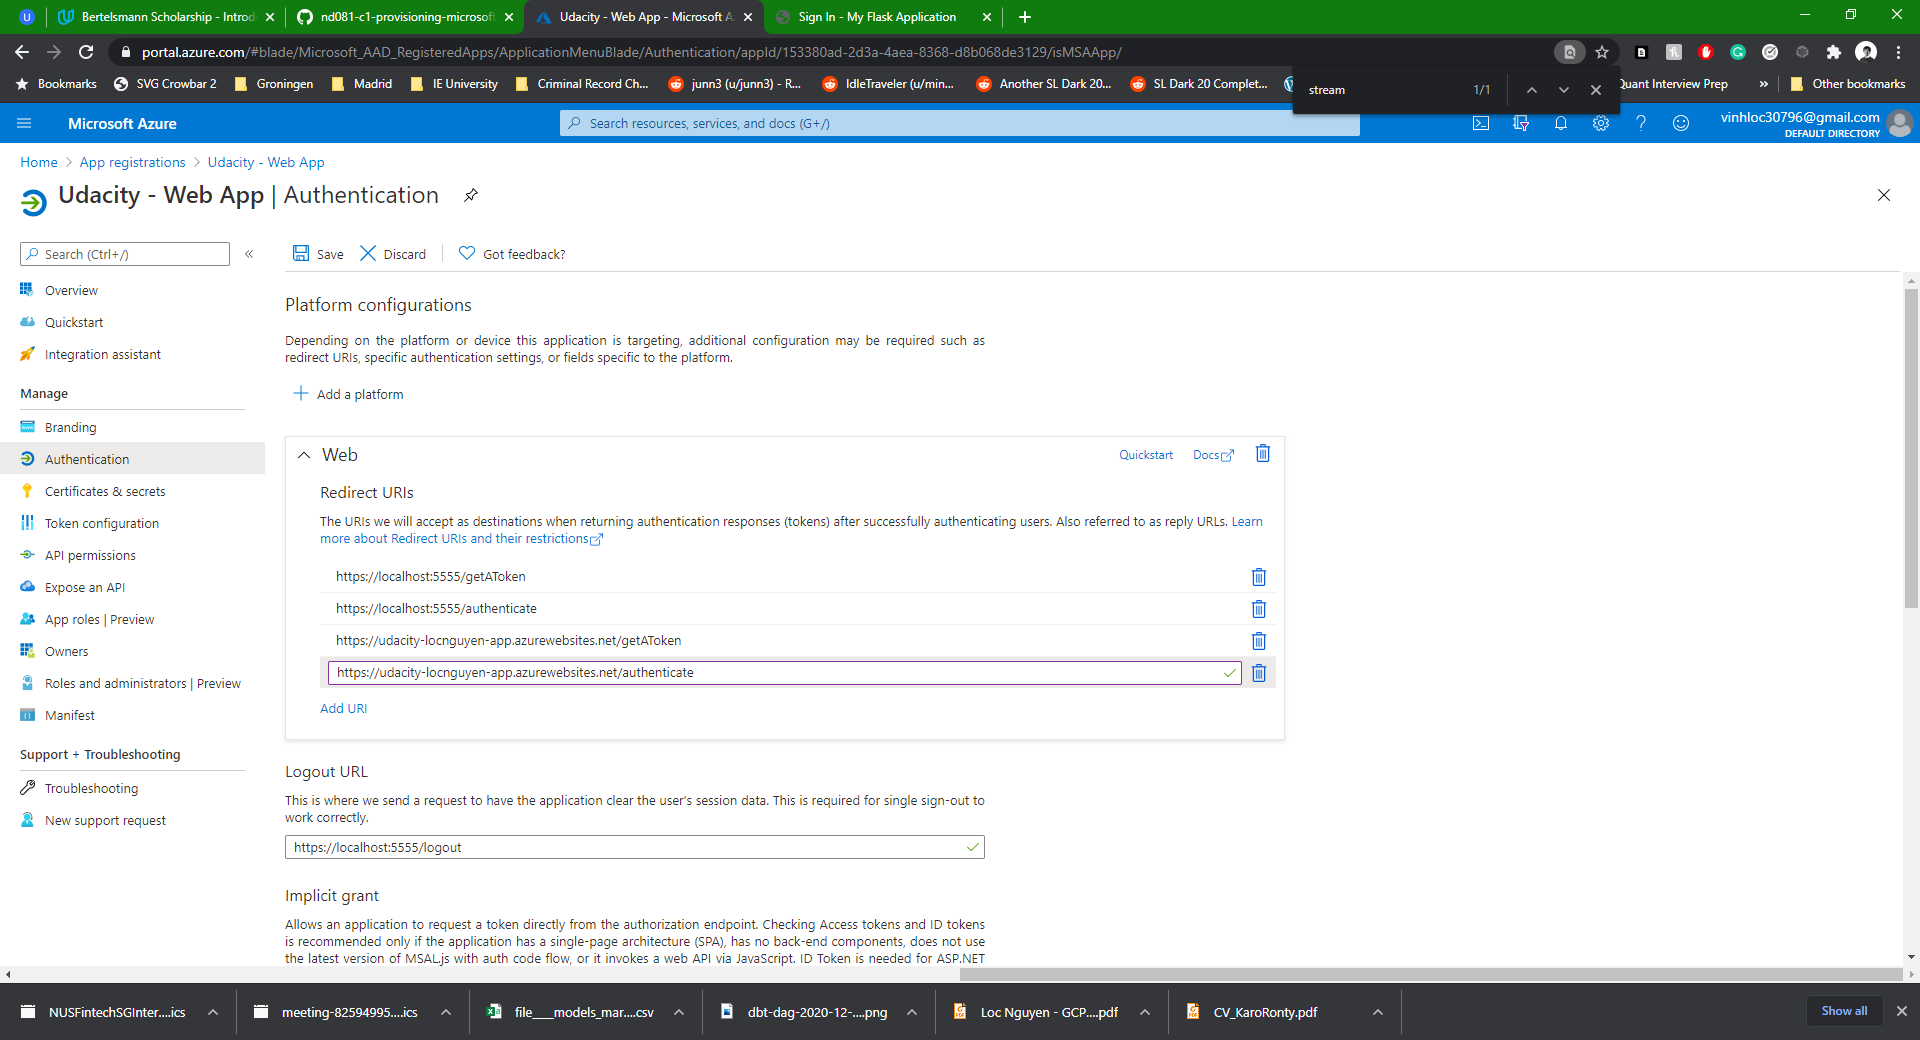 Bertelsmann Scholarship - Introd
nd081-c1-provisioning-microsoft
Udacity - Web App - Microsoft A
Sign In - My Flask Application
portal.azure.com/#blade/Microsoft_AAD_RegisteredApps/ApplicationMenuBlade/Authentication/appId/153380ad-2d3a-4aea-8368-d8b068de3129/isMSAApp/
Bookmarks
SVG Crowbar 2
Groningen
Madrid
IE University
Criminal Record Ch...
junn3 (u/junn3) - R...
IdleTraveler (u/min...
Another SL Dark 20...
SL Dark 20 Complet...
stream
1/1
Quant Interview Prep
»
Other bookmarks
Microsoft Azure
Search resources, services, and docs (G+/)
vinhloc30796@gmail.com
DEFAULT DIRECTORY
Home > App registrations > Udacity - Web App
Udacity - Web App | Authentication
Search (Ctrl+/)
«
Save
Discard
Got feedback?
Overview
Quickstart
Integration assistant
Manage
Branding
Authentication
Certificates & secrets
Token configuration
API permissions
Expose an API
App roles | Preview
Owners
Roles and administrators | Preview
Manifest
Support + Troubleshooting
Troubleshooting
New support request
Platform configurations
Depending on the platform or device this application is targeting, additional configuration may be required such as
redirect URIs, specific authentication settings, or fields specific to the platform.
Add a platform
Web
Quickstart
Docs
Redirect URIs
The URIs we will accept as destinations when returning authentication responses (tokens) after successfully authenticating users. Also referred to as reply URLs. Learn
more about Redirect URIs and their restrictions
https://localhost:5555/getAToken
https://localhost:5555/authenticate
https://udacity-locnguyen-app.azurewebsites.net/getAToken
https://udacity-locnguyen-app.azurewebsites.net/authenticate
Add URI
Logout URL
This is where we send a request to have the application clear the user's session data. This is required for single sign-out to
work correctly.
https://localhost:5555/logout
Implicit grant
Allows an application to request a token directly from the authorization endpoint. Checking Access tokens and ID tokens
is recommended only if the application has a single-page architecture (SPA), has no back-end components, does not use
the latest version of MSAL.js with auth code flow, or it invokes a web API via JavaScript. ID Token is needed for ASP.NET
NUSFintechSGInter....ics
meeting-82594995....ics
file___models_mar....csv
dbt-dag-2020-12-....png
Loc Nguyen - GCP....pdf
CV_KaroRonty.pdf
Show all